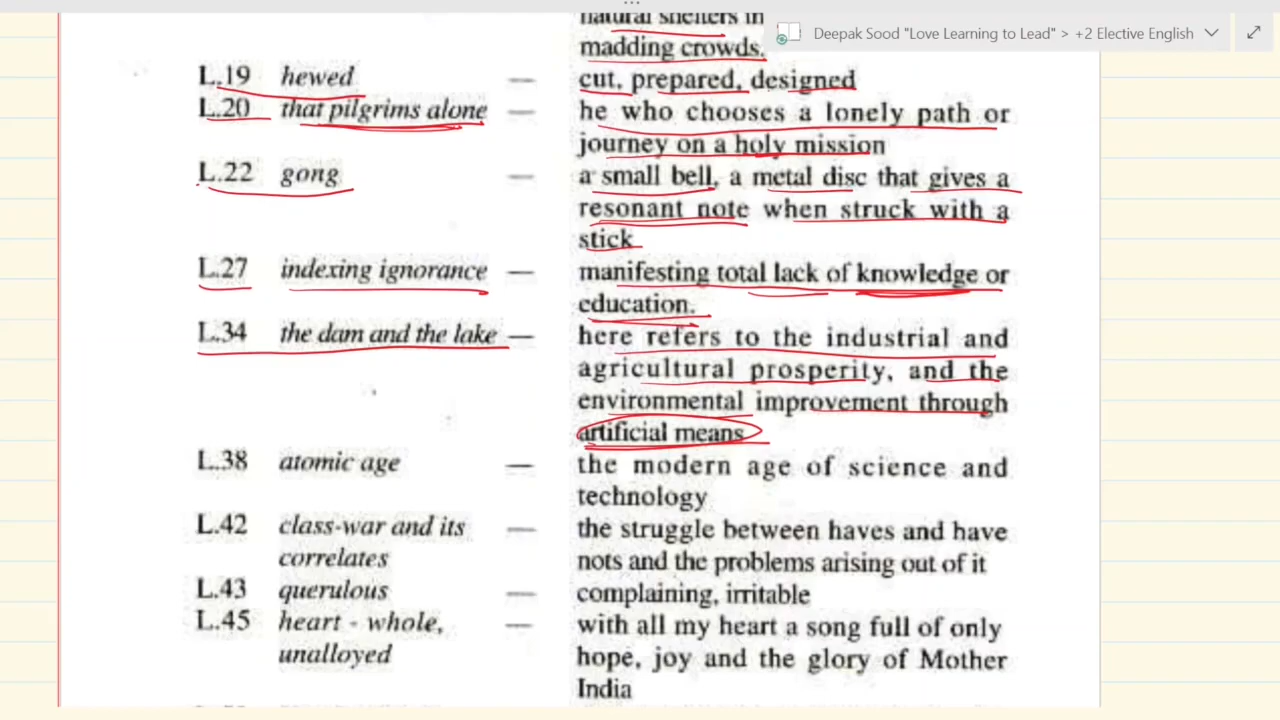 natural shelters in
Deepak Sood "Love Learning to Lead" > +2 Elective English
madding crowds.
L.19 hewed — cut, prepared, designed
L.20 that pilgrims alone — he who chooses a lonely path or
journey on a holy mission
L.22 gong — a small bell, a metal disc that gives a
resonant note when struck with a
stick
L.27 indexing ignorance — manifesting total lack of knowledge or
education.
L.34 the dam and the lake — here refers to the industrial and
agricultural prosperity, and the
environmental improvement through
artificial means
L.38 atomic age — the modern age of science and
technology
L.42 class-war and its — the struggle between haves and have
correlates nots and the problems arising out of it
L.43 querulous — complaining, irritable
L.45 heart - whole, — with all my heart a song full of only
unalloyed hope, joy and the glory of Mother
India